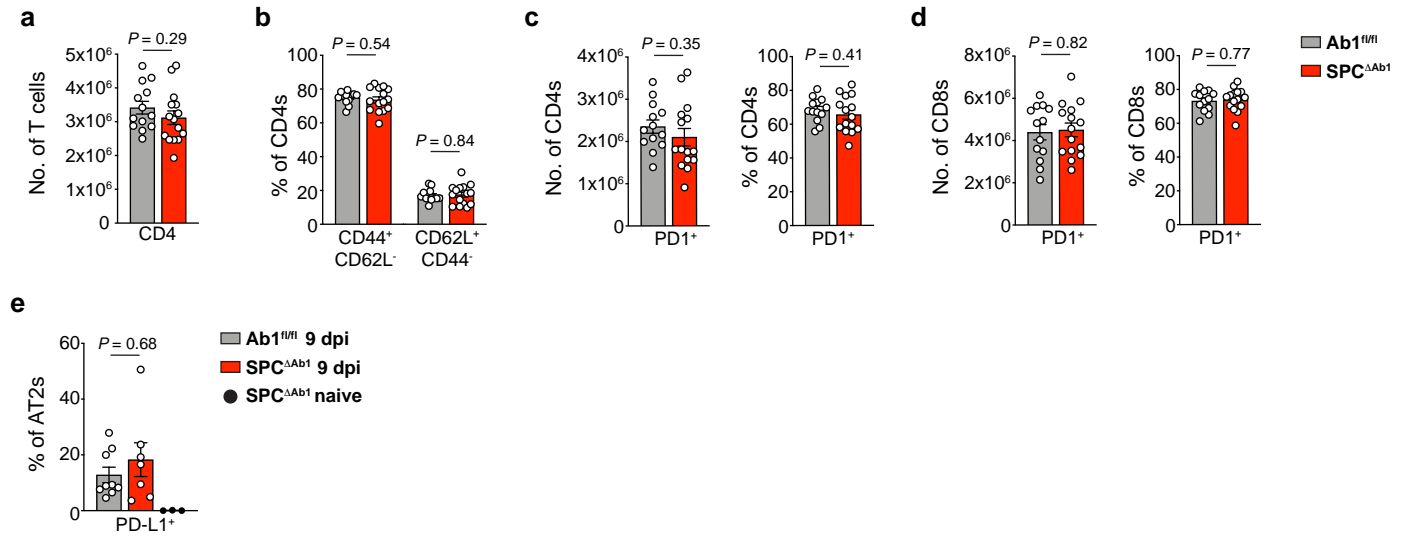 a
P = 0.29
5x10⁶
4x10⁶
3x10⁶
2x10⁶
1x10⁶
0
No. of T cells
CD4
b
P = 0.54
P = 0.84
100
80
60
40
20
0
% of CD4s
CD44⁺
CD62L⁻
CD62L⁺
CD44⁻
c
P = 0.35
4x10⁶
3x10⁶
2x10⁶
1x10⁶
0
No. of CD4s
PD1⁺
P = 0.41
100
80
60
40
20
0
% of CD4s
PD1⁺
d
P = 0.82
8x10⁶
6x10⁶
4x10⁶
2x10⁶
0
No. of CD8s
PD1⁺
P = 0.77
100
80
60
40
20
0
% of CD8s
PD1⁺
Ab1ᶠˡ/ᶠˡ
SPCᐃᴬᵇ¹
e
P = 0.68
60
40
20
0
% of AT2s
PD-L1⁺
Ab1ᶠˡ/ᶠˡ 9 dpi
SPCᐃᴬᵇ¹ 9 dpi
SPCᐃᴬᵇ¹ naive